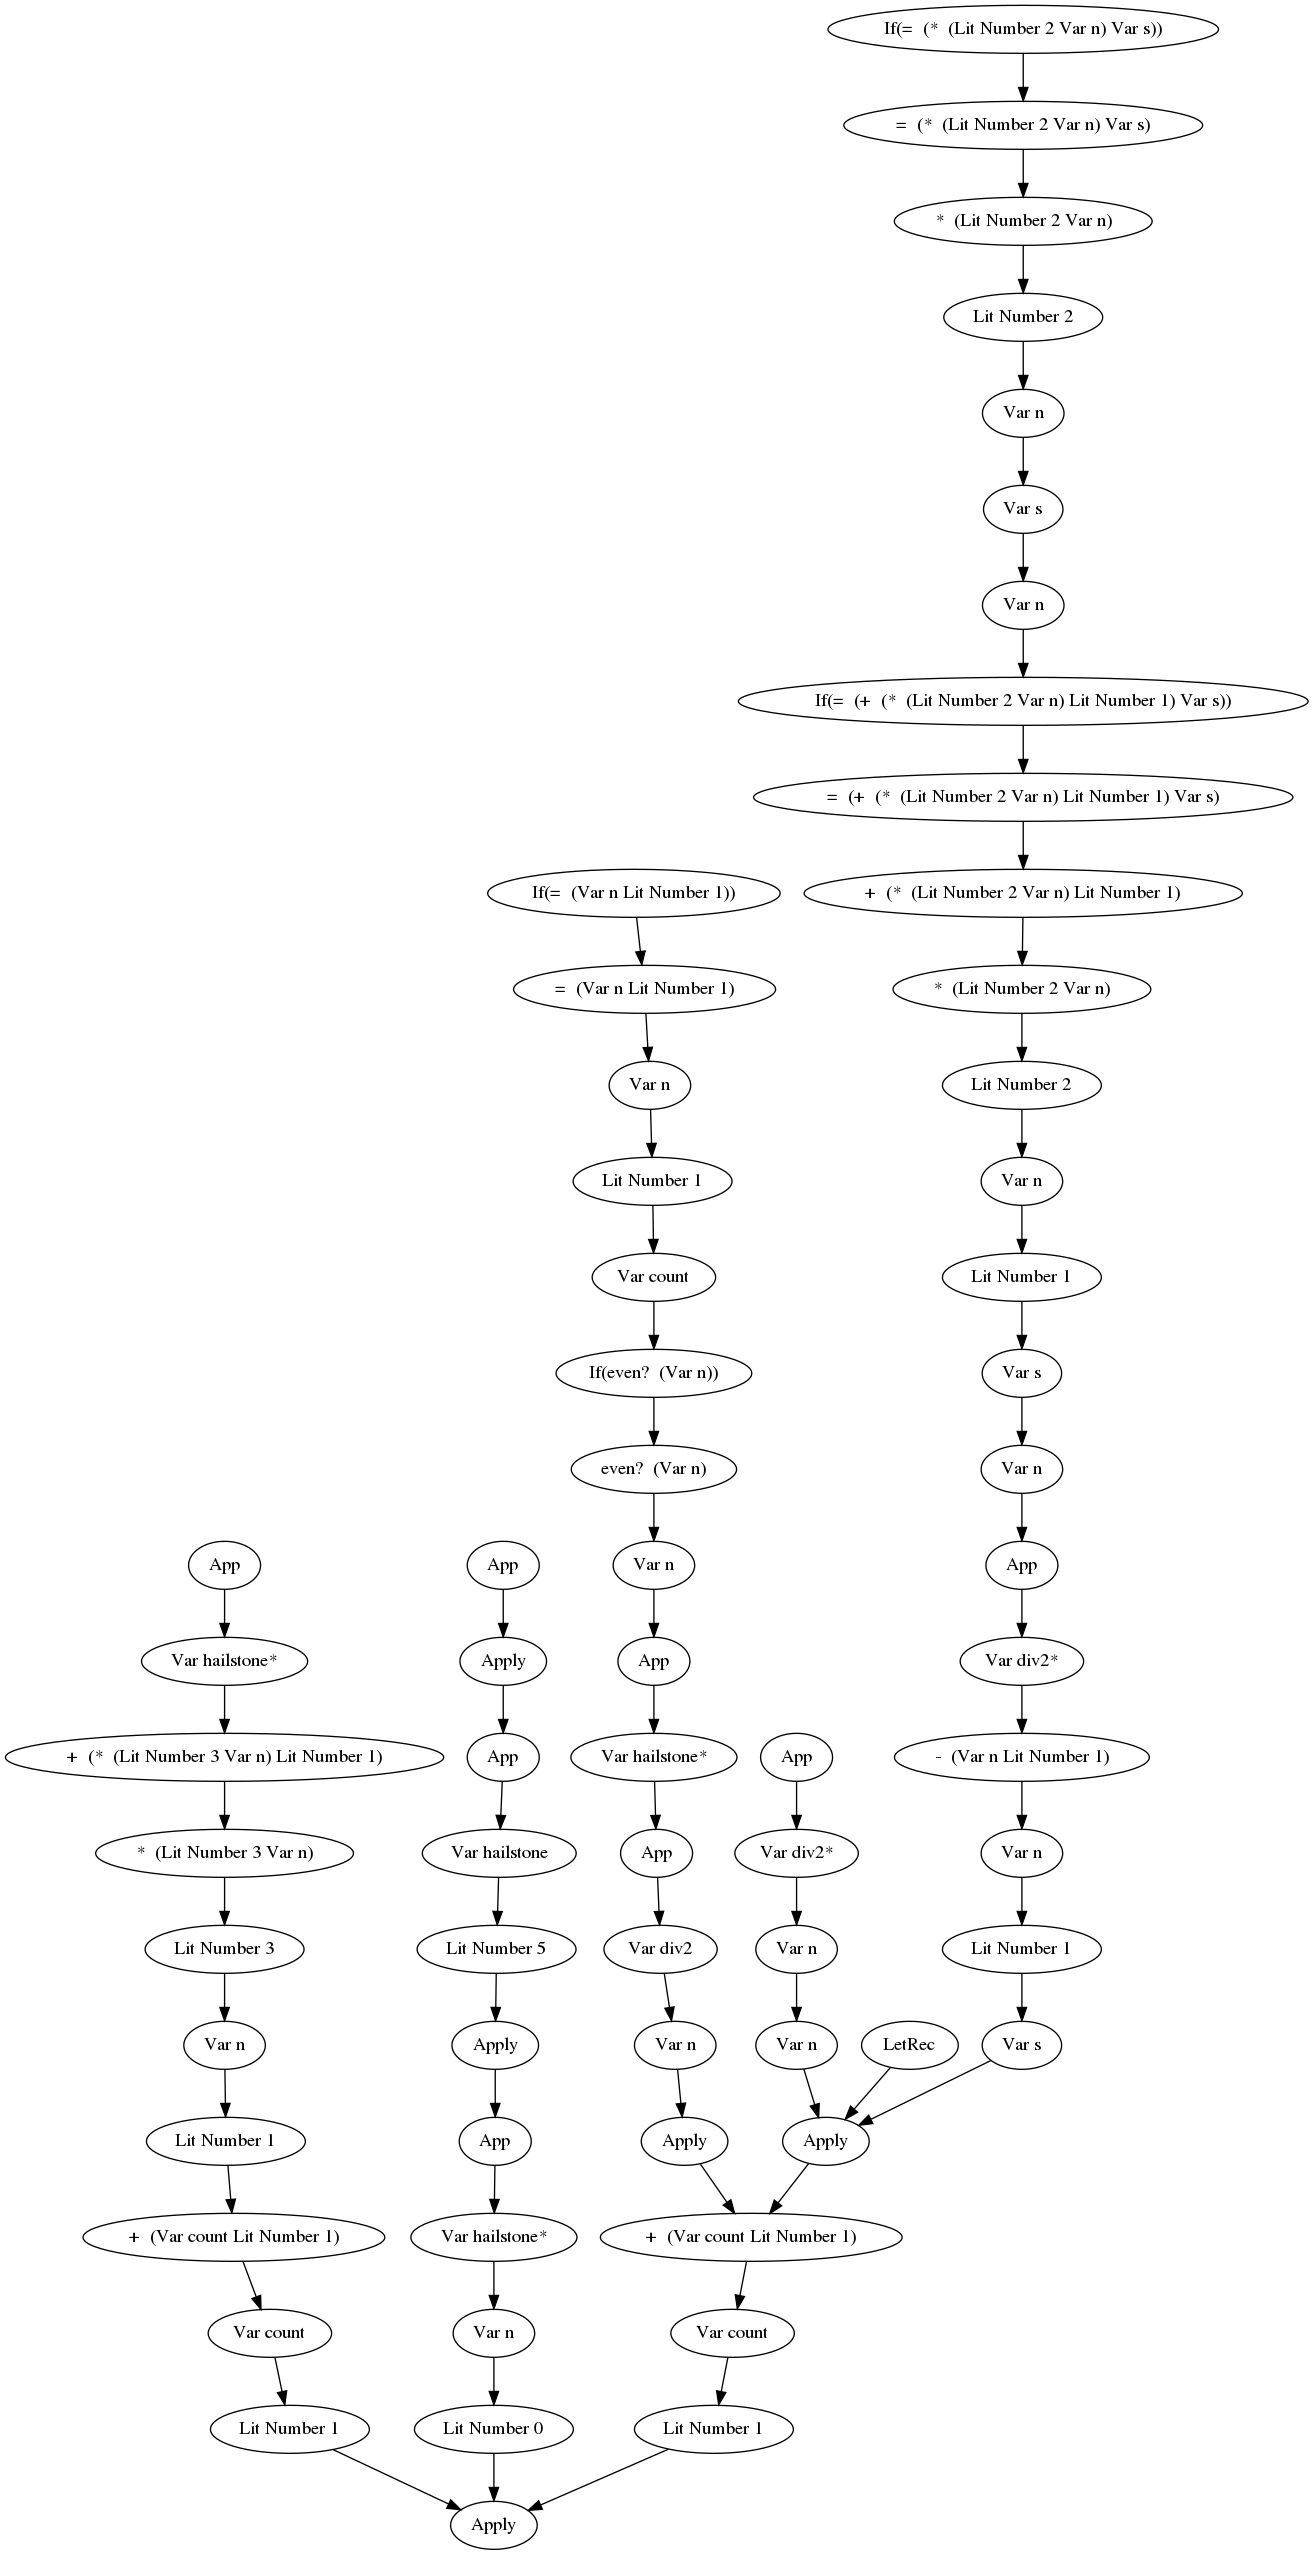 If(= (* (Lit Number 2 Var n) Var s))
= (* (Lit Number 2 Var n) Var s)
* (Lit Number 2 Var n)
Lit Number 2
Var n
Var s
Var n
If(= (+ (* (Lit Number 2 Var n) Lit Number 1) Var s))
= (+ (* (Lit Number 2 Var n) Lit Number 1) Var s)
If(= (Var n Lit Number 1))
+ (* (Lit Number 2 Var n) Lit Number 1)
= (Var n Lit Number 1)
* (Lit Number 2 Var n)
Var n
Lit Number 2
Lit Number 1
Var n
Var count
Lit Number 1
If(even? (Var n))
Var s
even? (Var n)
Var n
App
App
Var n
App
Var hailstone*
Apply
App
Var div2*
+ (* (Lit Number 3 Var n) Lit Number 1)
App
Var hailstone*
App
- (Var n Lit Number 1)
* (Lit Number 3 Var n)
Var hailstone
App
Var div2*
Var n
Lit Number 3
Lit Number 5
Var div2
Var n
Lit Number 1
Var n
Apply
Var n
Var n
LetRec
Var s
Lit Number 1
App
Apply
Apply
+ (Var count Lit Number 1)
Var hailstone*
+ (Var count Lit Number 1)
Var count
Var n
Var count
Lit Number 1
Lit Number 0
Lit Number 1
Apply